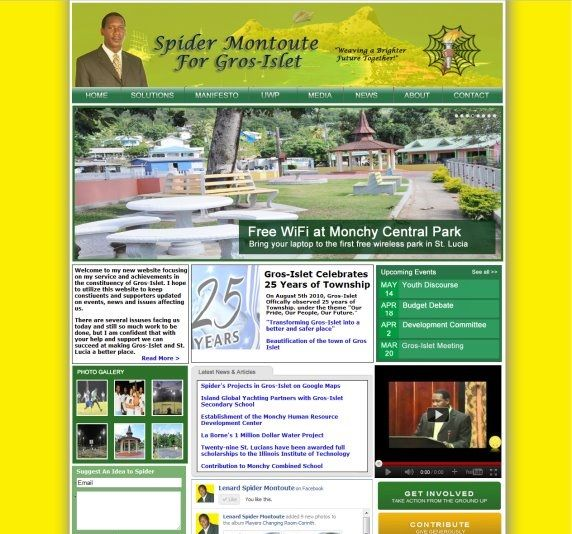 Spider Montoute
For Gros-Islet
"Weaving a Brighter
Future Together!"
HOME SOLUTIONS MANIFESTO UWP MEDIA NEWS ABOUT CONTACT
Free WiFi at Monchy Central Park
Bring your laptop to the first free wireless park in St. Lucia
Welcome to my new website focusing
on my service and achievements in
the constituency of Gros-Islet. I hope
to utilize this website to keep
constiuents and supporters updated
on events, news and issues affecting
us.
There are several issuses facing us
today and still so much work to be
done, but I am confident that with
your help and support we can
succeed at making Gros-Islet and St.
Lucia a better place.
Read More >
25
YEARS
Gros-Islet Celebrates
25 Years of Township
On August 5th 2010, Gros-Islet
Offically observed 25 years of
Township. under the theme "Our
Pride, Our People, Our Future."
"Transforming Gros-Islet into a
better and safer place"
Beautification of the town of Gros
Islet
Upcoming Events See all >>
MAY 14 Youth Discourse
APR 18 Budget Debate
APR 2 Development Committee
MAR 20 Gros-Islet Meeting
PHOTO GALLERY
Latest News & Articles
Spider's Projects in Gros-Islet on Google Maps
Island Global Yachting Partners with Gros-Islet
Secondary School
Establishment of the Monchy Human Resource
Development Center
La Borne's 1 Million Dollar Water Project
Twenty-nine St. Lucians have been awarded full
scholarships to the Illinois Institute of Technology
Contribution to Monchy Combined School
0:00 / 0:00
Suggest An Idea to Spider
Email
Lenard Spider Montoute on Facebook
Like You like this.
Lenard Spider Montoute added 9 new photos to
the album Players Changing Room-Corinth.
GET INVOLVED
TAKE ACTION FROM THE GROUND UP
CONTRIBUTE
GIVE GENEROUSLY